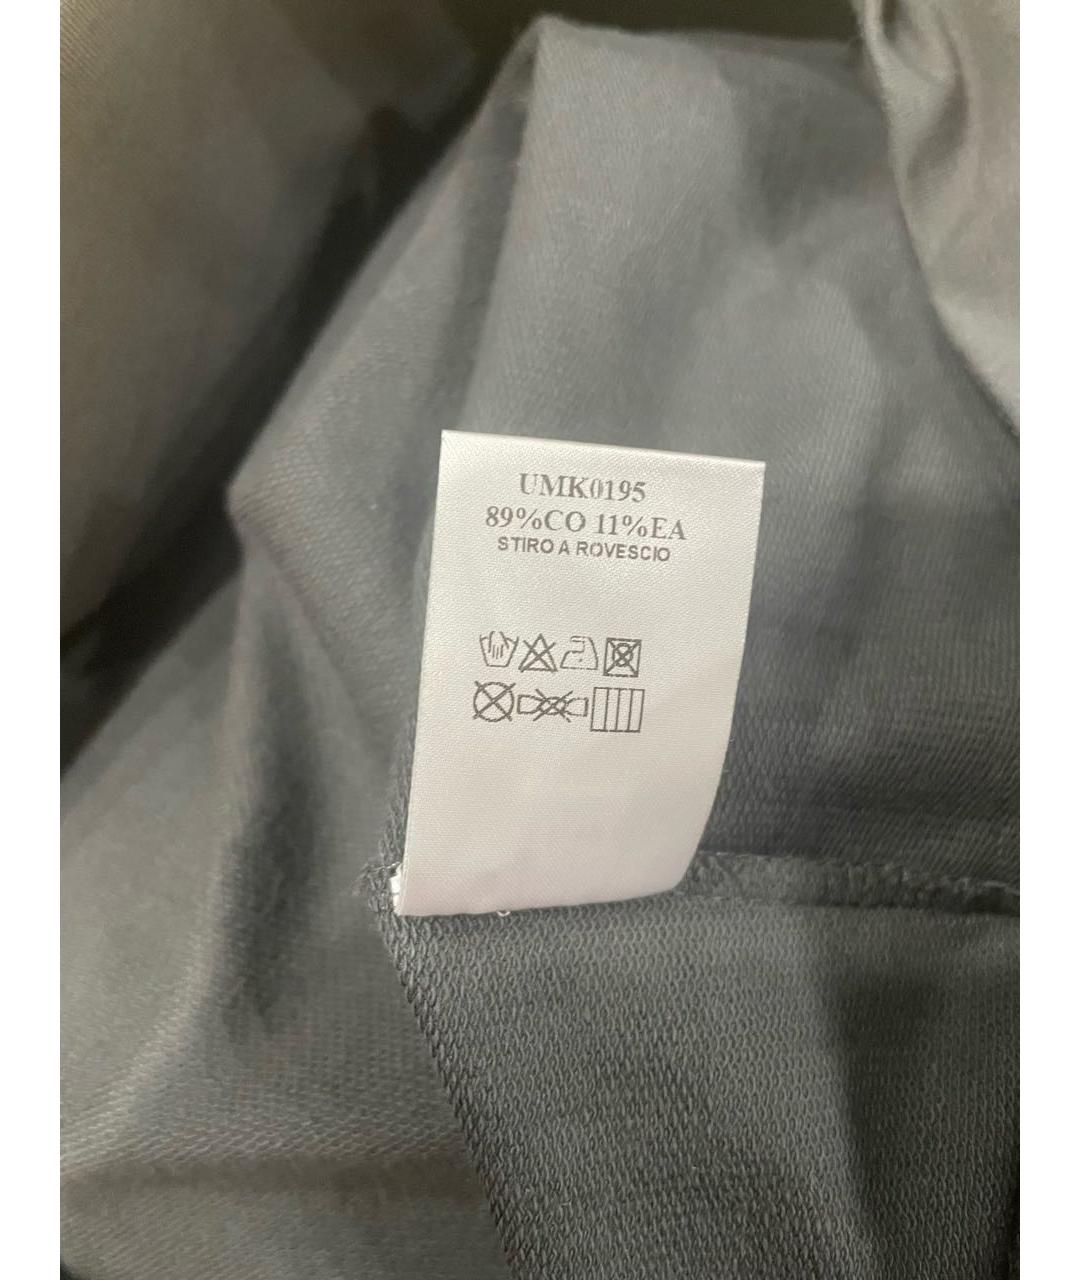 UMK0195
89%CO 11%EA
STIRO A ROVESCIO